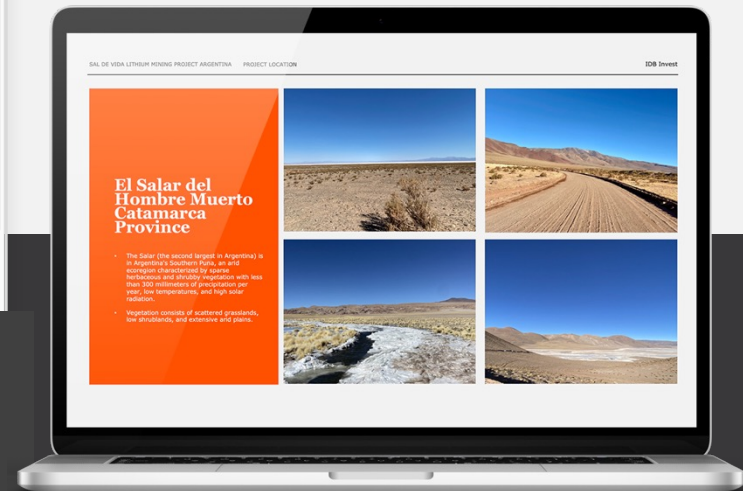 SAL DE VIDA LITHIUM MINING PROJECT ARGENTINA PROJECT LOCATION
IDB Invest
El Salar del
Hombre Muerto
Catamarca
Province
• The Salar (the second largest in Argentina) is
in Argentina's Southern Puna, an arid
ecoregion characterized by sparse
herbaceous and shrubby vegetation with less
than 300 millimeters of precipitation per
year, low temperatures, and high solar
radiation.
• Vegetation consists of scattered grasslands,
low shrublands, and extensive arid plains.